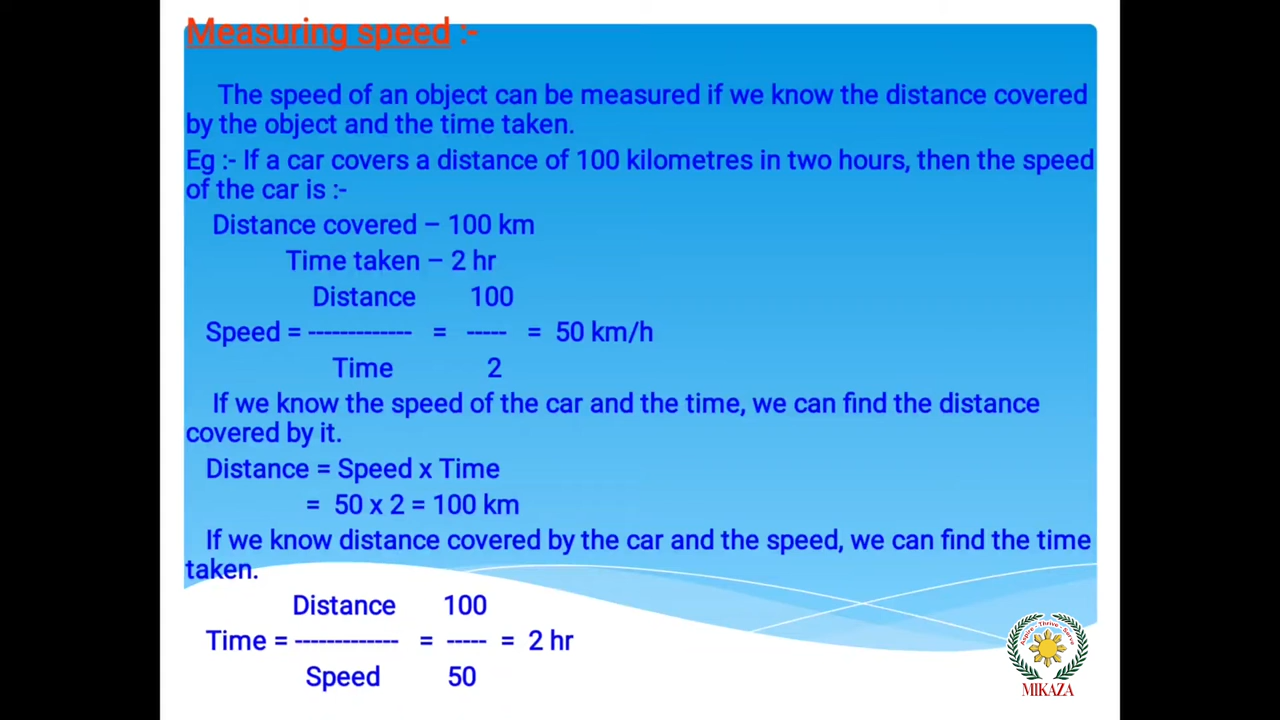 Measuring speed :-
The speed of an object can be measured if we know the distance covered
by the object and the time taken.
Eg :- If a car covers a distance of 100 kilometres in two hours, then the speed
of the car is :-
Distance covered – 100 km
Time taken – 2 hr
Distance 100
Speed = ------------- = ----- = 50 km/h
Time 2
If we know the speed of the car and the time, we can find the distance
covered by it.
Distance = Speed x Time
= 50 x 2 = 100 km
If we know distance covered by the car and the speed, we can find the time
taken.
Distance 100
Time = ------------- = ----- = 2 hr
Speed 50
Aspire - Thrive - Serve
MIKAZA